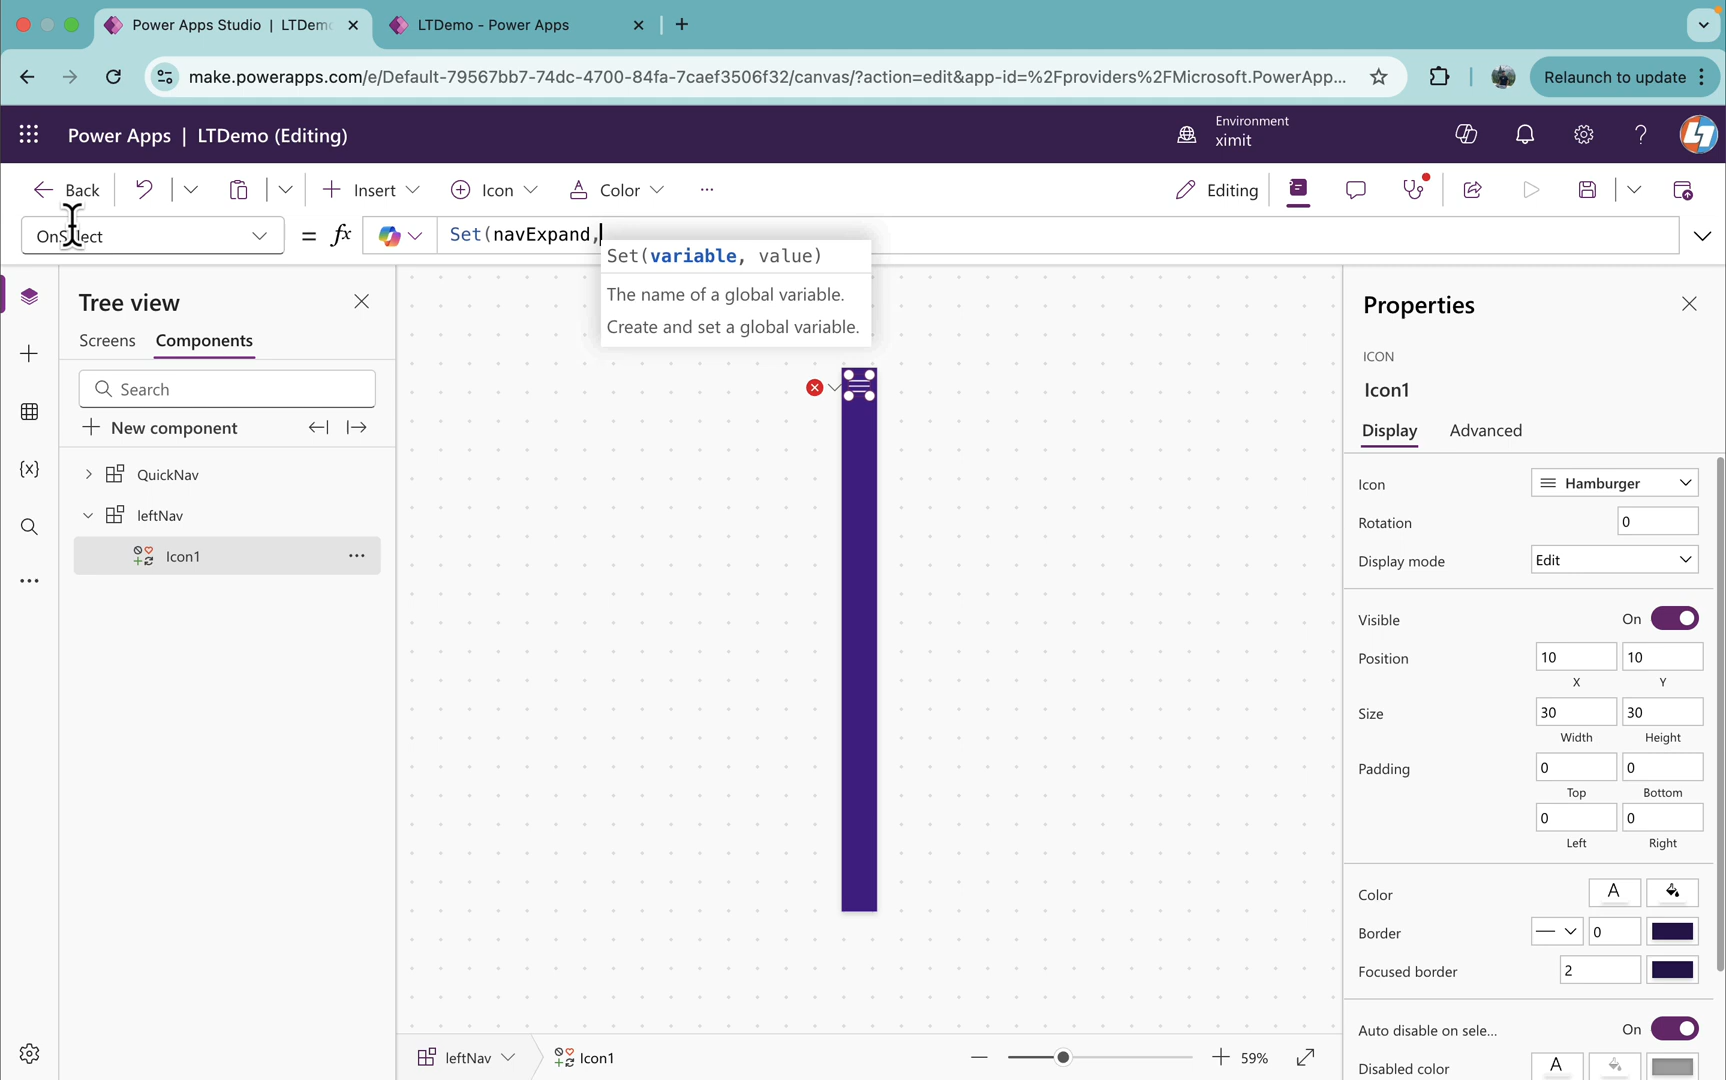 Power Apps Studio | LTDemo
LTDemo - Power Apps
make.powerapps.com/e/Default-79567bb7-74dc-4700-84fa-7caef3506f32/canvas/?action=edit&app-id=%2Fproviders%2FMicrosoft.PowerApp...
Relaunch to update
Power Apps | LTDemo (Editing)
Environment
ximit
Back
Insert
Icon
Color
Editing
OnSelect
= fx
Set(navExpand,
Set(variable, value)
The name of a global variable.
Create and set a global variable.
Tree view
Screens
Components
Search
New component
QuickNav
leftNav
Icon1
Properties
ICON
Icon1
Display
Advanced
Icon
Hamburger
Rotation
0
Display mode
Edit
Visible
On
Position
10
10
X
Y
Size
30
30
Width
Height
Padding
0
0
Top
Bottom
0
0
Left
Right
Color
A
Border
0
Focused border
2
Auto disable on sele...
On
Disabled color
A
leftNav
Icon1
59%